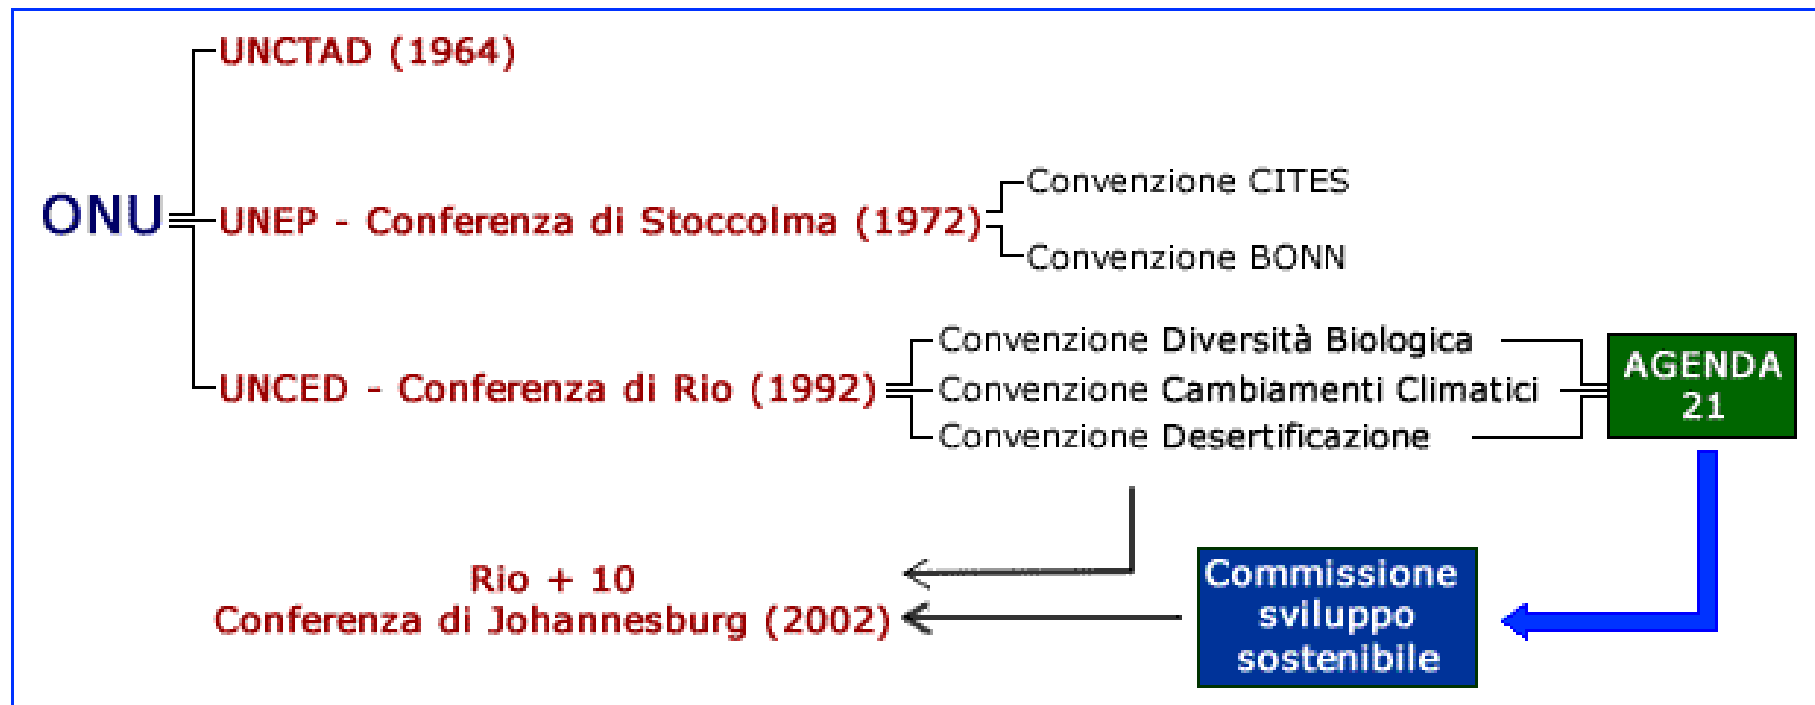 UNCTAD (1964)
Convenzione CITES
ONU
UNEP - Conferenza di Stoccolma (1972)
Convenzione BONN
Convenzione Diversità Biologica
UNCED - Conferenza di Rio (1992)
Convenzione Cambiamenti Climatici
Convenzione Desertificazione
AGENDA
21
Rio + 10
Conferenza di Johannesburg (2002)
Commissione
sviluppo
sostenibile